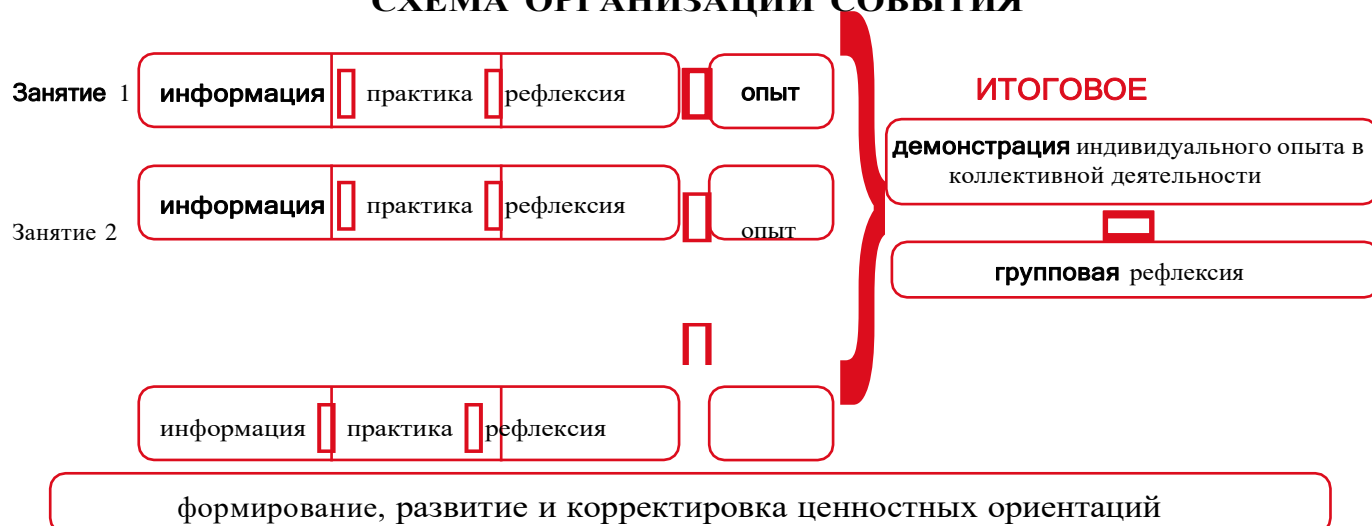 СХЕМА ОРГАНИЗАЦИИ СОБЫТИЯ
Занятие 1 информация практика рефлексия опыт
ИТОГОВОЕ
демонстрация индивидуального опыта в
коллективной деятельности
Занятие 2 информация практика рефлексия опыт
групповая рефлексия
информация практика рефлексия
формирование, развитие и корректировка ценностных ориентаций